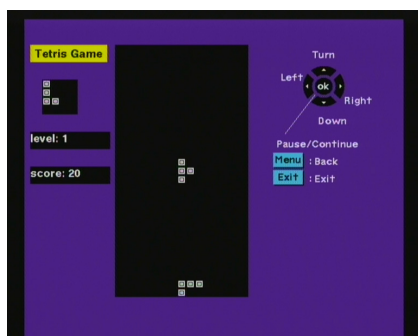 Tetris Game
level: 1
score: 20
Turn
Left
ok
Right
Down
Pause/Continue
Menu : Back
Exit : Exit